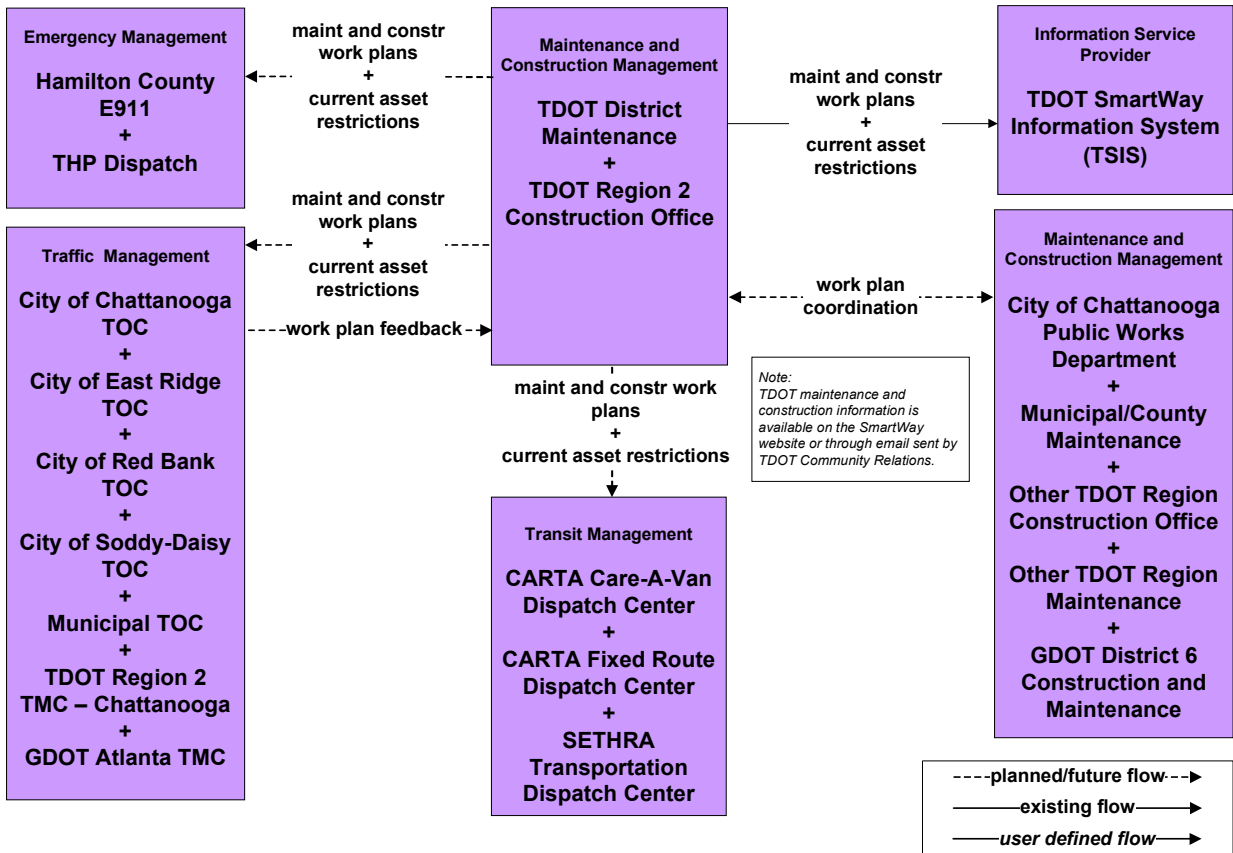 Emergency Management
Hamilton County
E911
+
THP Dispatch
maint and constr
work plans
+
current asset
restrictions
Maintenance and
Construction Management
TDOT District
Maintenance
+
TDOT Region 2
Construction Office
maint and constr
work plans
+
current asset
restrictions
Information Service
Provider
TDOT SmartWay
Information System
(TSIS)
maint and constr
work plans
+
current asset
restrictions
Traffic Management
City of Chattanooga
TOC
+
City of East Ridge
TOC
+
City of Red Bank
TOC
+
City of Soddy-Daisy
TOC
+
Municipal TOC
+
TDOT Region 2
TMC – Chattanooga
+
GDOT Atlanta TMC
work plan feedback
work plan
coordination
Maintenance and
Construction Management
City of Chattanooga
Public Works
Department
+
Municipal/County
Maintenance
+
Other TDOT Region
Construction Office
+
Other TDOT Region
Maintenance
+
GDOT District 6
Construction and
Maintenance
maint and constr work
plans
+
current asset restrictions
Note:
TDOT maintenance and
construction information is
available on the SmartWay
website or through email sent by
TDOT Community Relations.
Transit Management
CARTA Care-A-Van
Dispatch Center
+
CARTA Fixed Route
Dispatch Center
+
SETHRA
Transportation
Dispatch Center
planned/future flow
existing flow
user defined flow